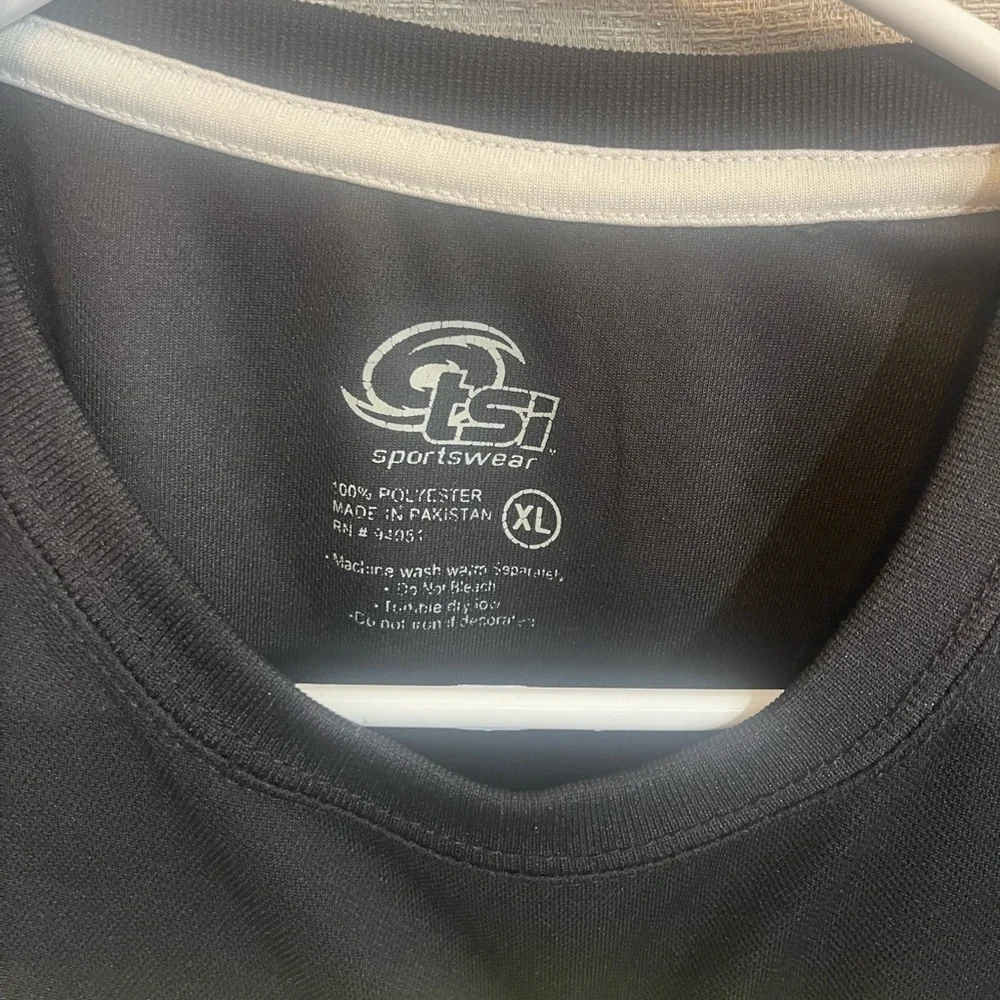 tsi
sportswear
100% POLYESTER
MADE IN PAKISTAN
RN # 94951
XL
• Machine wash warm Separately
• Do Not Bleach
• Tumble dry low
• Do not iron if decorated